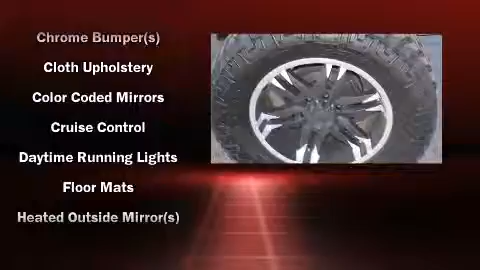 Chrome Bumper(s)
Cloth Upholstery
Color Coded Mirrors
Cruise Control
Daytime Running Lights
Floor Mats
Heated Outside Mirror(s)